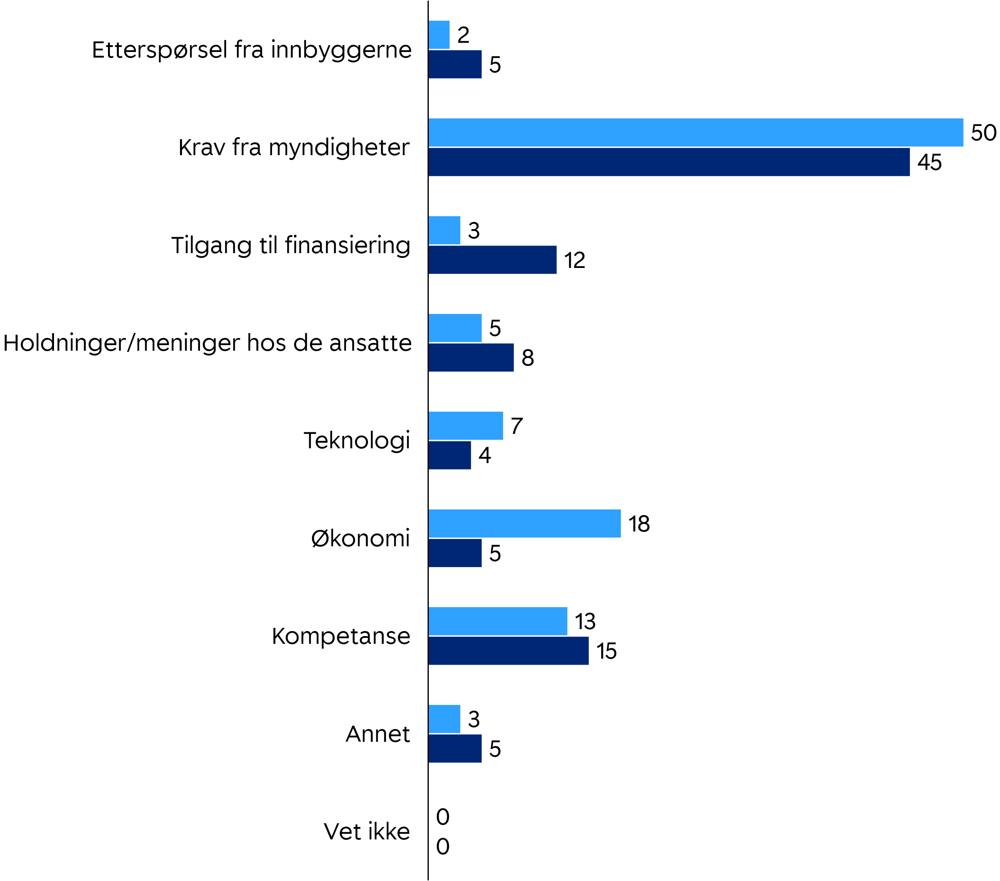 Etterspørsel fra innbyggerne
2
5
Krav fra myndigheter
50
45
Tilgang til finansiering
3
12
Holdninger/meninger hos de ansatte
5
8
Teknologi
7
4
Økonomi
18
5
Kompetanse
13
15
Annet
3
5
Vet ikke
0
0